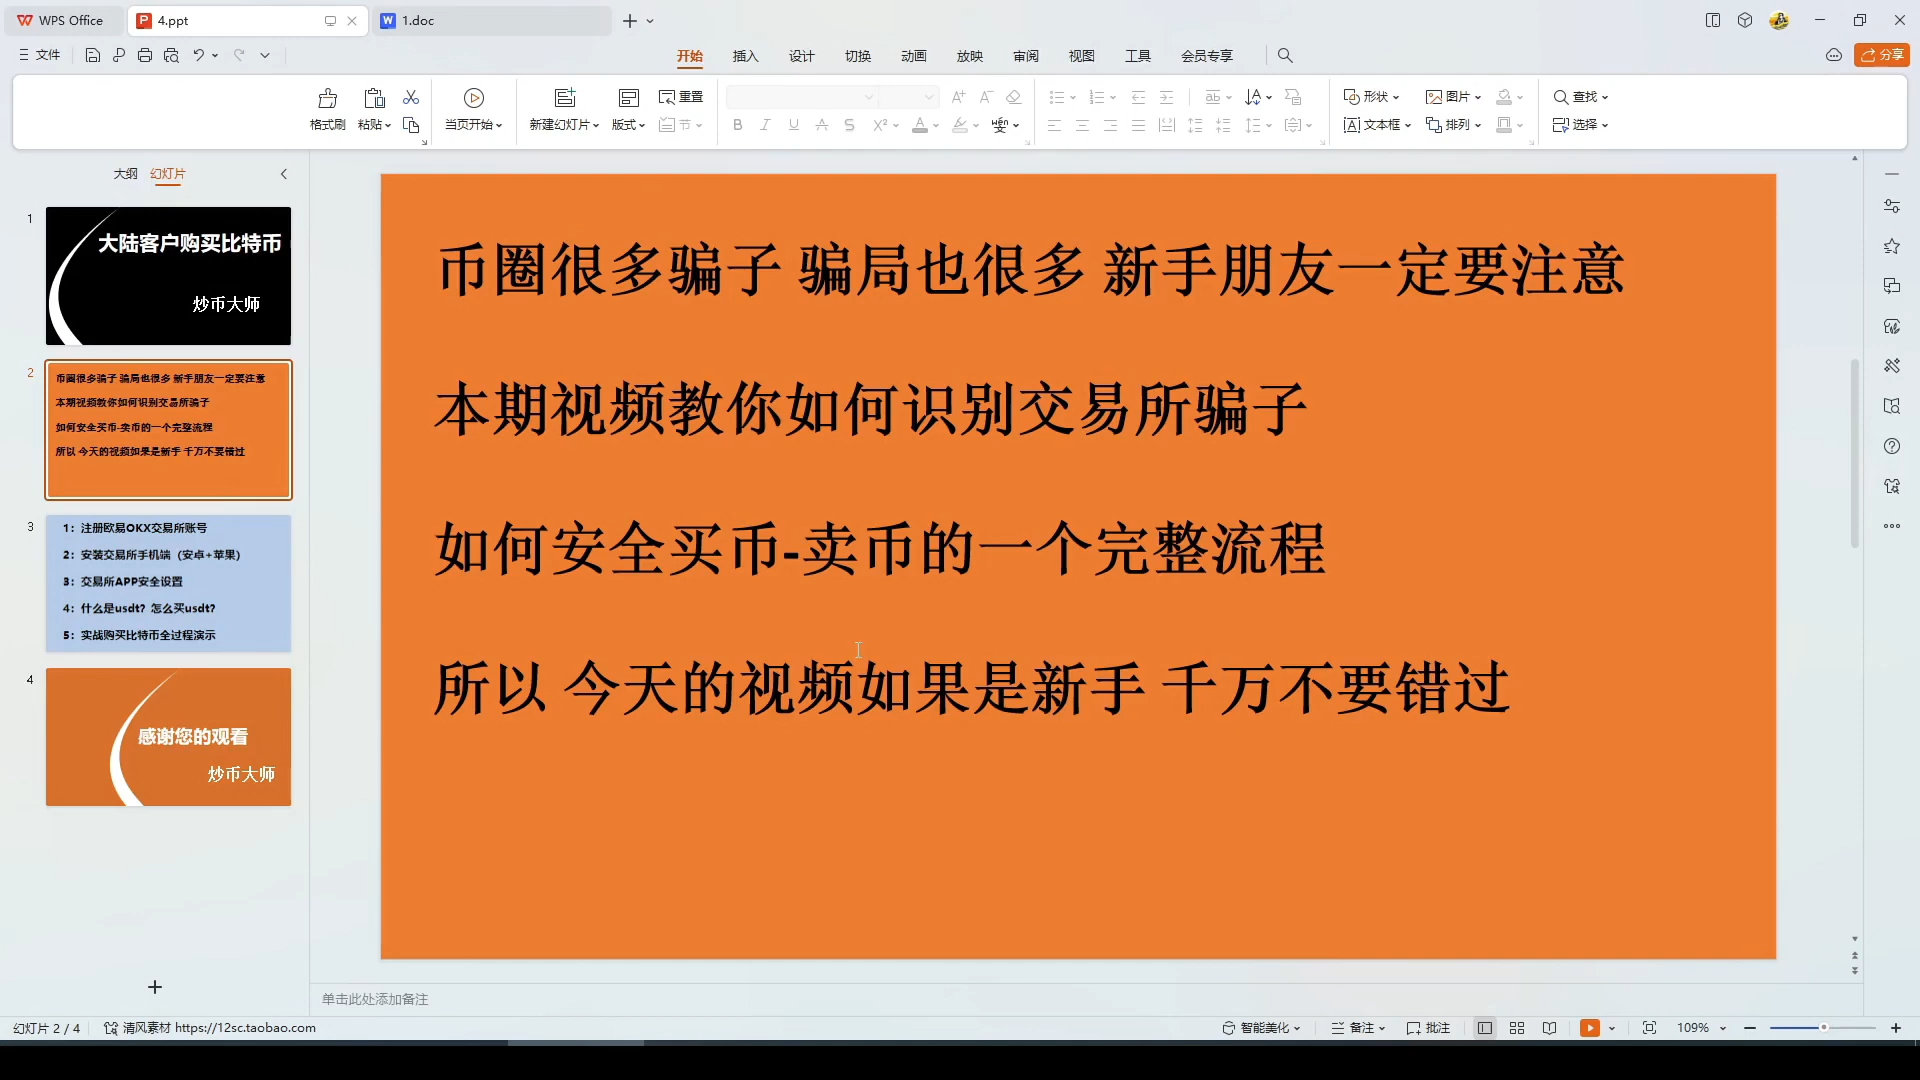 WPS Office
4.ppt
1.doc
文件
开始
插入
设计
切换
动画
放映
审阅
视图
工具
会员专享
分享
格式刷
粘贴
当页开始
新建幻灯片
版式
重置
节
形状
图片
文本框
排列
查找
选择
大纲
幻灯片
1
大陆客户购买比特币
炒币大师
2
币圈很多骗子 骗局也很多 新手朋友一定要注意
本期视频教你如何识别交易所骗子
如何安全买币-卖币的一个完整流程
所以 今天的视频如果是新手 千万不要错过
3
1：注册欧易OKX交易所账号
2：安装交易所手机端（安卓+苹果）
3：交易所APP安全设置
4：什么是usdt？怎么买usdt？
5：实战购买比特币全过程演示
4
感谢您的观看
炒币大师
币圈很多骗子 骗局也很多 新手朋友一定要注意
本期视频教你如何识别交易所骗子
如何安全买币-卖币的一个完整流程
所以 今天的视频如果是新手 千万不要错过
单击此处添加备注
幻灯片 2 / 4
清风素材 https://12sc.taobao.com
智能美化
备注
批注
109%